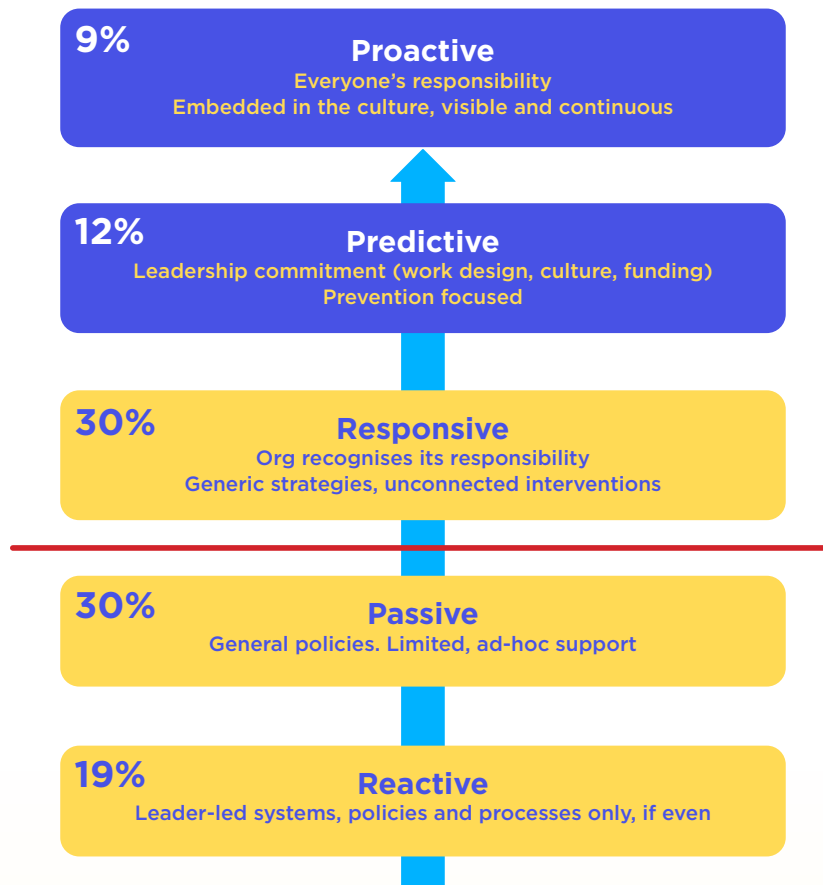 9%
Proactive
Everyone’s responsibility
Embedded in the culture, visible and continuous
12%
Predictive
Leadership commitment (work design, culture, funding)
Prevention focused
30%
Responsive
Org recognises its responsibility
Generic strategies, unconnected interventions
30%
Passive
General policies. Limited, ad-hoc support
19%
Reactive
Leader-led systems, policies and processes only, if even